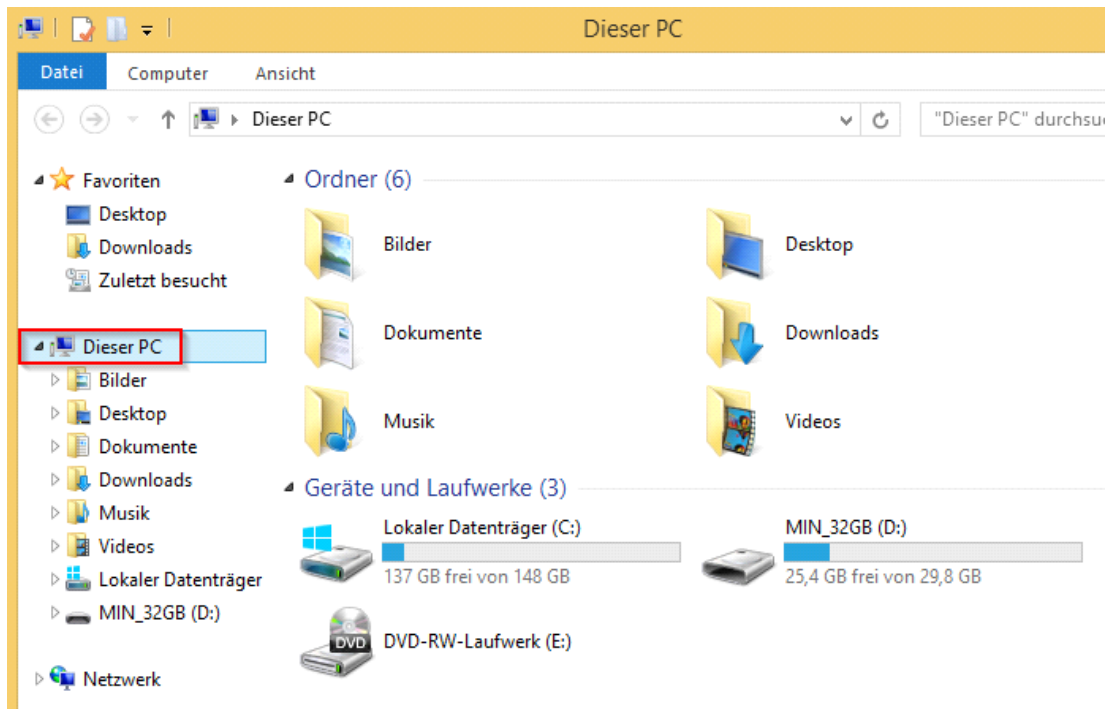 Dieser PC
Datei Computer Ansicht
Dieser PC
"Dieser PC" durchsu
Favoriten
Desktop
Downloads
Zuletzt besucht
Dieser PC
Bilder
Desktop
Dokumente
Downloads
Musik
Videos
Lokaler Datenträger
MIN_32GB (D:)
Netzwerk
Ordner (6)
Bilder
Desktop
Dokumente
Downloads
Musik
Videos
Geräte und Laufwerke (3)
Lokaler Datenträger (C:)
137 GB frei von 148 GB
MIN_32GB (D:)
25,4 GB frei von 29,8 GB
DVD
DVD-RW-Laufwerk (E:)